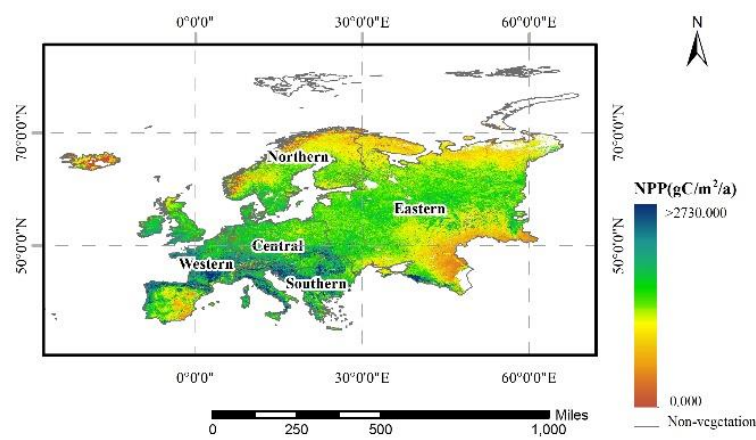 0°0'0" 30°0'0"E 60°0'0"E
N
70°0'0"N
70°0'0"N
Northern
NPP(gC/m²/a)
>2730.000
Eastern
50°0'0"N
Central
50°0'0"N
Western
Southern
0.000
Non-vegetation
0°0'0" 30°0'0"E 60°0'0"E
Miles
0 250 500 1,000